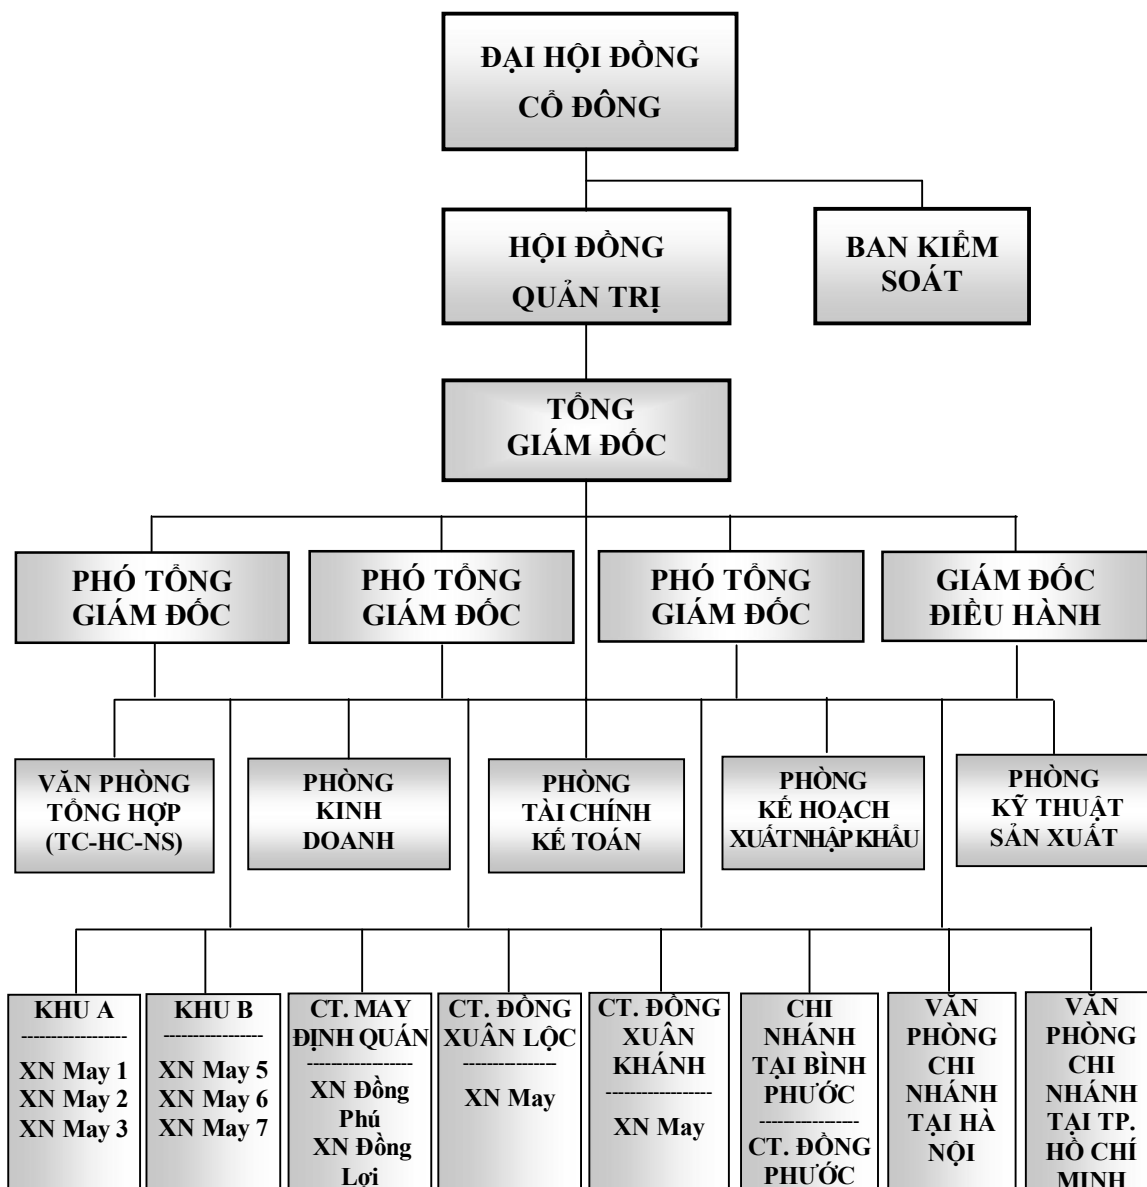 ĐẠI HỘI ĐỒNG
CỔ ĐÔNG
HỘI ĐỒNG
QUẢN TRỊ
BAN KIỂM
SOÁT
TỔNG
GIÁM ĐỐC
PHÓ TỔNG
GIÁM ĐỐC
PHÓ TỔNG
GIÁM ĐỐC
PHÓ TỔNG
GIÁM ĐỐC
GIÁM ĐỐC
ĐIỀU HÀNH
VĂN PHÒNG
TỔNG HỢP
(TC-HC-NS)
PHÒNG
KINH
DOANH
PHÒNG
TÀI CHÍNH
KẾ TOÁN
PHÒNG
KẾ HOẠCH
XUẤT NHẬP KHẨU
PHÒNG
KỸ THUẬT
SẢN XUẤT
KHU A
------------------
XN May 1
XN May 2
XN May 3
KHU B
-----------------
XN May 5
XN May 6
XN May 7
CT. MAY
ĐỊNH QUÁN
------------------
XN Đồng
Phú
XN Đồng
Lợi
CT. ĐỒNG
XUÂN LỘC
----------------
XN May
CT. ĐỒNG
XUÂN
KHÁNH
------------------
XN May
CHI
NHÁNH
TẠI BÌNH
PHƯỚC
-----------------
CT. ĐỒNG
PHƯỚC
VĂN
PHÒNG
CHI
NHÁNH
TẠI HÀ
NỘI
VĂN
PHÒNG
CHI
NHÁNH
TẠI TP.
HỒ CHÍ
MINH